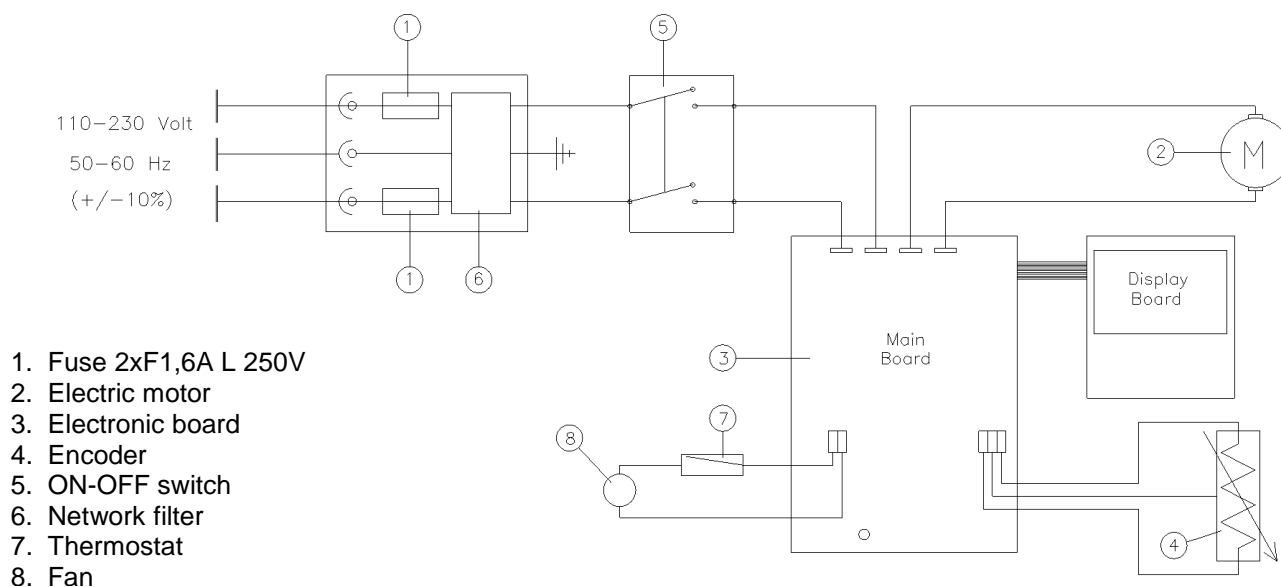 1
5
110-230 Volt
50-60 Hz
(+/-10%)
M
2
1
6
Display
Board
Main
Board
3
7
8
4
1. Fuse 2xF1,6A L 250V
2. Electric motor
3. Electronic board
4. Encoder
5. ON-OFF switch
6. Network filter
7. Thermostat
8. Fan